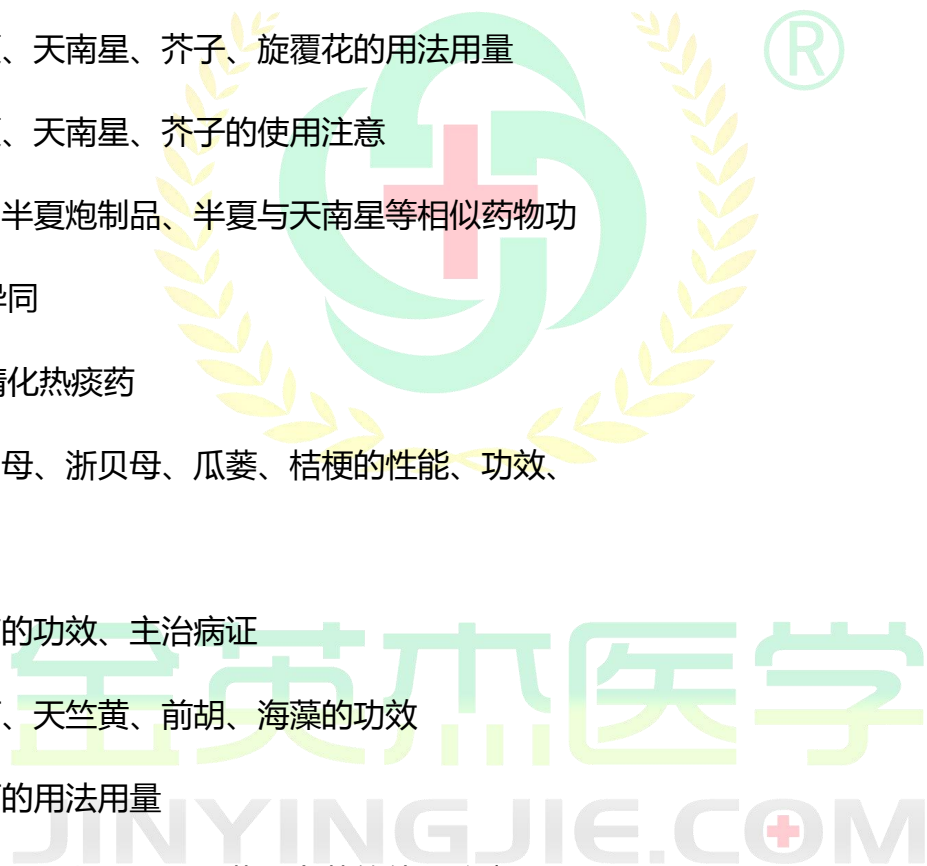 、天南星、芥子、旋覆花的用法用量
、天南星、芥子的使用注意
半夏炮制品、半夏与天南星等相似药物功
同
化热痰药
母、浙贝母、瓜蒌、桔梗的性能、功效、
的功效、主治病证
、天竺黄、前胡、海藻的功效
的用法用量
金英杰医学
JINYINGJIE.COM
®